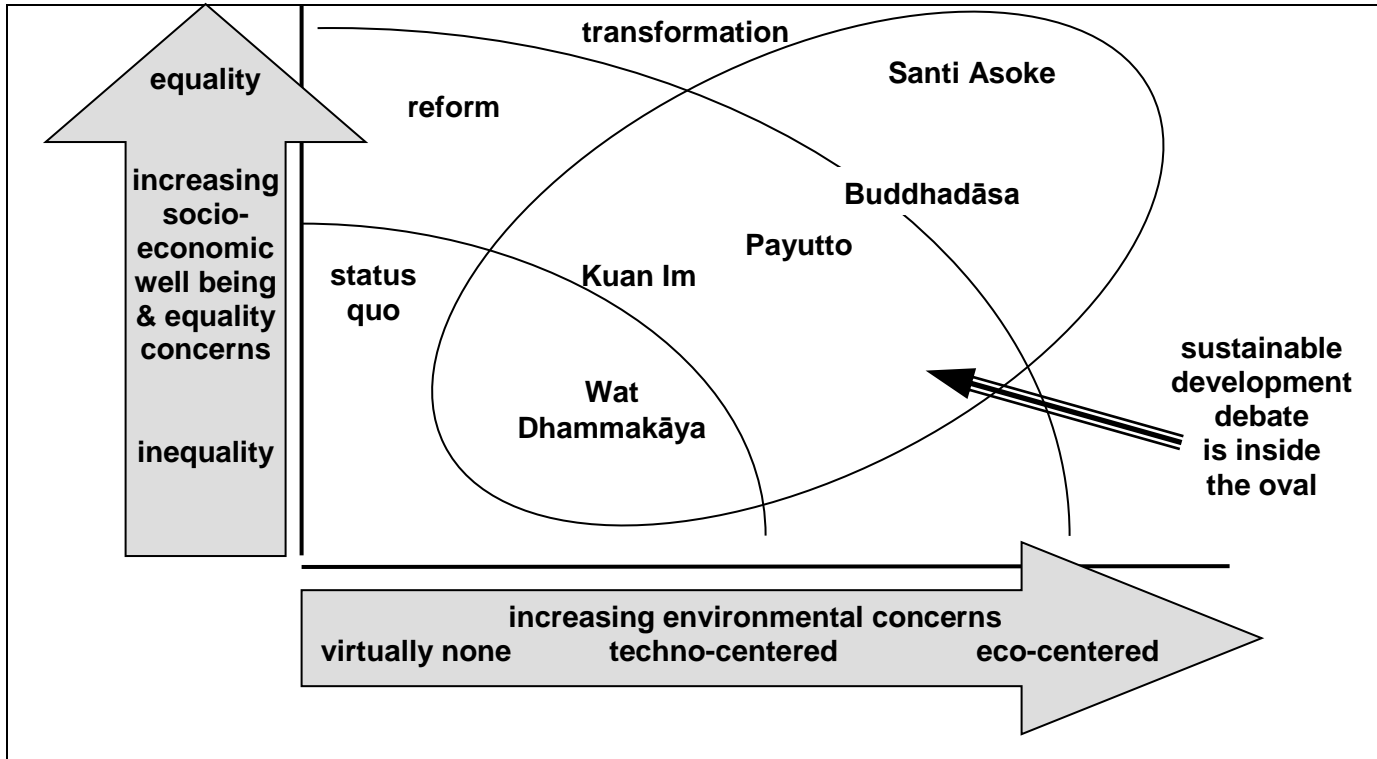 transformation
equality
Santi Asoke
reform
increasing
socio-
economic
well being
& equality
concerns
Buddhadāsa
Payutto
status
quo
Kuan Im
sustainable
development
debate
is inside
the oval
Wat
Dhammakāya
inequality
increasing environmental concerns
virtually none techno-centered eco-centered